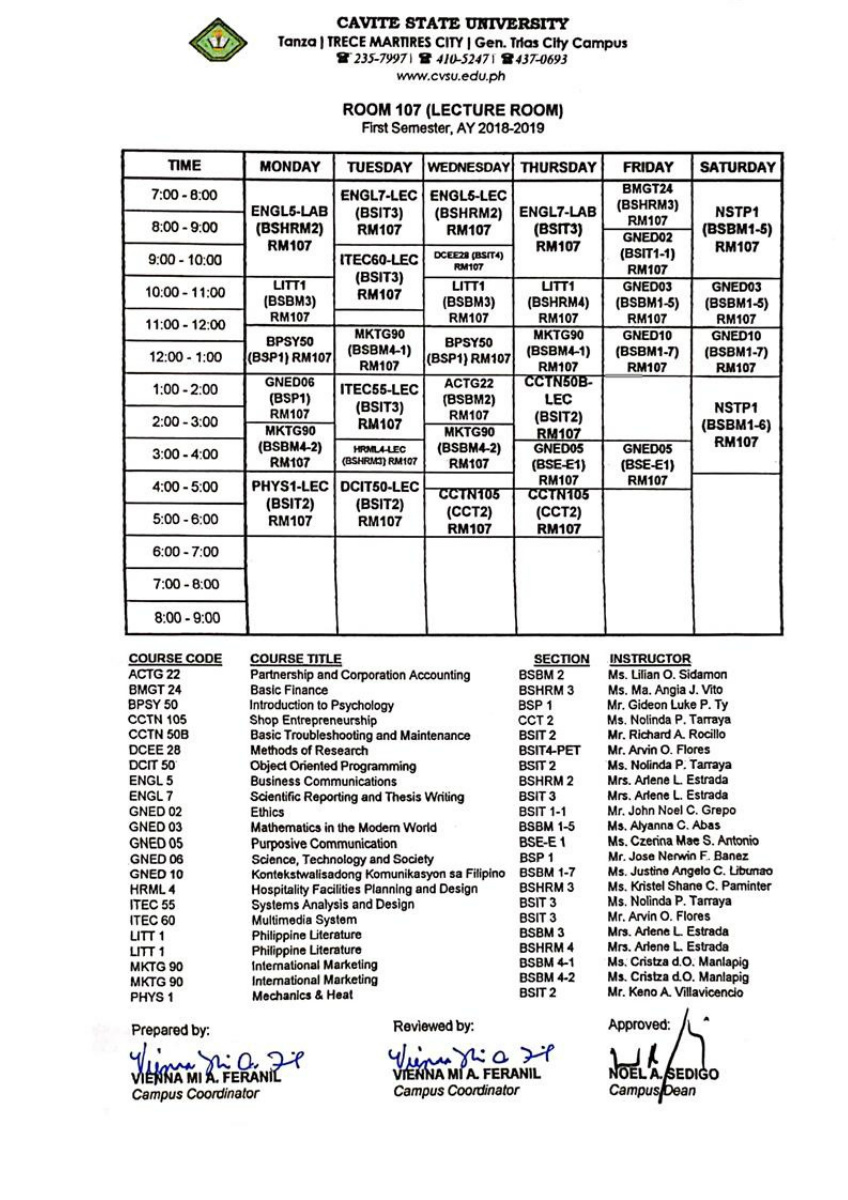 CAVITE STATE UNIVERSITY
Tanza | TRECE MARTIRES CITY | Gen. Trias City Campus
☎ 235-7997 | ☎ 410-5247 | ☎ 437-0693
www.cvsu.edu.ph
ROOM 107 (LECTURE ROOM)
First Semester, AY 2018-2019
TIME MONDAY TUESDAY WEDNESDAY THURSDAY FRIDAY SATURDAY
7:00 - 8:00
8:00 - 9:00
9:00 - 10:00
10:00 - 11:00
11:00 - 12:00
12:00 - 1:00
1:00 - 2:00
2:00 - 3:00
3:00 - 4:00
4:00 - 5:00
5:00 - 6:00
6:00 - 7:00
7:00 - 8:00
8:00 - 9:00
ENGL5-LAB
(BSHRM2)
RM107
LITT1
(BSBM3)
RM107
BPSY50
(BSP1) RM107
GNED06
(BSP1)
RM107
MKTG90
(BSBM4-2)
RM107
PHYS1-LEC
(BSIT2)
RM107
ENGL7-LEC
(BSIT3)
RM107
ITEC60-LEC
(BSIT3)
RM107
MKTG90
(BSBM4-1)
RM107
ITEC55-LEC
(BSIT3)
RM107
HRML4-LEC
(BSHRM3) RM107
DCIT50-LEC
(BSIT2)
RM107
ENGL5-LEC
(BSHRM2)
RM107
DCEE28 (BSIT4)
RM107
LITT1
(BSBM3)
RM107
BPSY50
(BSP1) RM107
ACTG22
(BSBM2)
RM107
MKTG90
(BSBM4-2)
RM107
CCTN105
(CCT2)
RM107
ENGL7-LAB
(BSIT3)
RM107
LITT1
(BSHRM4)
RM107
MKTG90
(BSBM4-1)
RM107
CCTN50B-
LEC
(BSIT2)
RM107
GNED05
(BSE-E1)
RM107
CCTN105
(CCT2)
RM107
BMGT24
(BSHRM3)
RM107
GNED02
(BSIT1-1)
RM107
GNED03
(BSBM1-5)
RM107
GNED10
(BSBM1-7)
RM107
GNED05
(BSE-E1)
RM107
NSTP1
(BSBM1-5)
RM107
GNED03
(BSBM1-5)
RM107
GNED10
(BSBM1-7)
RM107
NSTP1
(BSBM1-6)
RM107
COURSE CODE COURSE TITLE SECTION INSTRUCTOR
ACTG 22 Partnership and Corporation Accounting BSBM 2 Ms. Lilian O. Sidamon
BMGT 24 Basic Finance BSHRM 3 Ms. Ma. Angia J. Vito
BPSY 50 Introduction to Psychology BSP 1 Mr. Gideon Luke P. Ty
CCTN 105 Shop Entrepreneurship CCT 2 Ms. Nolinda P. Tarraya
CCTN 50B Basic Troubleshooting and Maintenance BSIT 2 Mr. Richard A. Rocillo
DCEE 28 Methods of Research BSIT4-PET Mr. Arvin O. Flores
DCIT 50 Object Oriented Programming BSIT 2 Ms. Nolinda P. Tarraya
ENGL 5 Business Communications BSHRM 2 Mrs. Arlene L. Estrada
ENGL 7 Scientific Reporting and Thesis Writing BSIT 3 Mrs. Arlene L. Estrada
GNED 02 Ethics BSIT 1-1 Mr. John Noel C. Grepo
GNED 03 Mathematics in the Modern World BSBM 1-5 Ms. Alyanna C. Abas
GNED 05 Purposive Communication BSE-E 1 Ms. Czerina Mae S. Antonio
GNED 06 Science, Technology and Society BSP 1 Mr. Jose Nerwin F. Banez
GNED 10 Kontekstwalisadong Komunikasyon sa Filipino BSBM 1-7 Ms. Justine Angelo C. Libunao
HRML 4 Hospitality Facilities Planning and Design BSHRM 3 Ms. Kristel Shane C. Paminter
ITEC 55 Systems Analysis and Design BSIT 3 Ms. Nolinda P. Tarraya
ITEC 60 Multimedia System BSIT 3 Mr. Arvin O. Flores
LITT 1 Philippine Literature BSBM 3 Mrs. Arlene L. Estrada
LITT 1 Philippine Literature BSHRM 4 Mrs. Arlene L. Estrada
MKTG 90 International Marketing BSBM 4-1 Ms. Cristza d.O. Manlapig
MKTG 90 International Marketing BSBM 4-2 Ms. Cristza d.O. Manlapig
PHYS 1 Mechanics & Heat BSIT 2 Mr. Keno A. Villavicencio
Prepared by: Reviewed by: Approved:
VIENNA MI A. FERANIL VIENNA MI A. FERANIL NOEL A. SEDIGO
Campus Coordinator Campus Coordinator Campus Dean